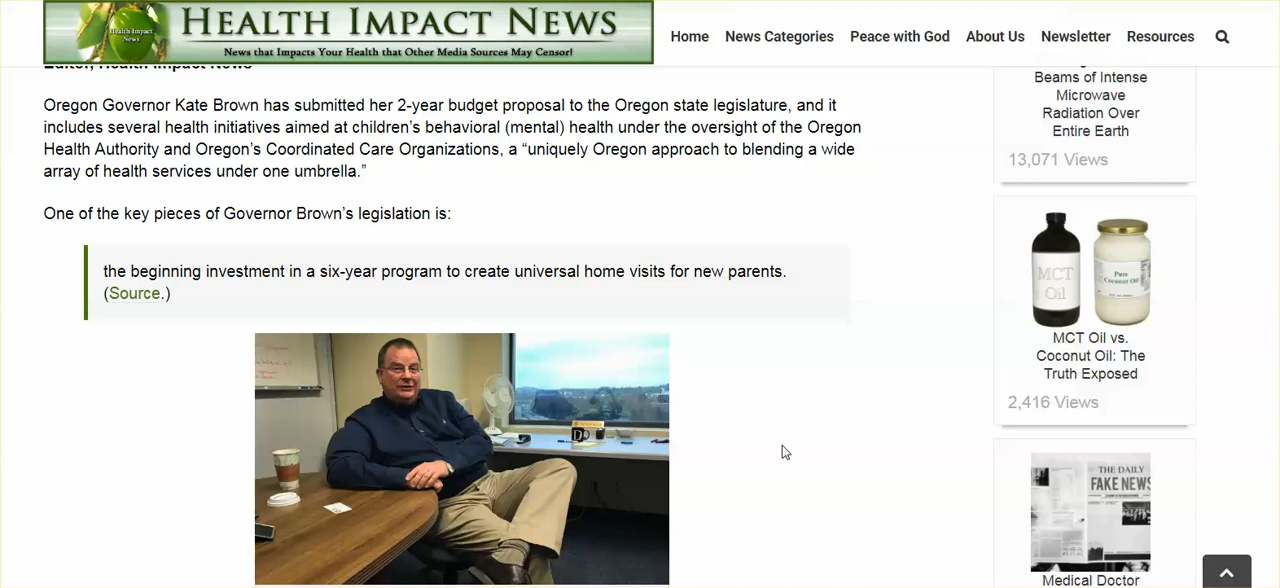 Health Impact
News
HEALTH IMPACT NEWS
News that Impacts Your Health that Other Media Sources May Censor!
Home News Categories Peace with God About Us Newsletter Resources
Editor, Health Impact News
Oregon Governor Kate Brown has submitted her 2-year budget proposal to the Oregon state legislature, and it
includes several health initiatives aimed at children’s behavioral (mental) health under the oversight of the Oregon
Health Authority and Oregon’s Coordinated Care Organizations, a “uniquely Oregon approach to blending a wide
array of health services under one umbrella.”
One of the key pieces of Governor Brown’s legislation is:
the beginning investment in a six-year program to create universal home visits for new parents.
(Source.)
Beams of Intense
Microwave
Radiation Over
Entire Earth
13,071 Views
MCT
Oil
Pure
Coconut Oil
MCT Oil vs.
Coconut Oil: The
Truth Exposed
2,416 Views
THE DAILY
FAKE NEWS
Medical Doctor